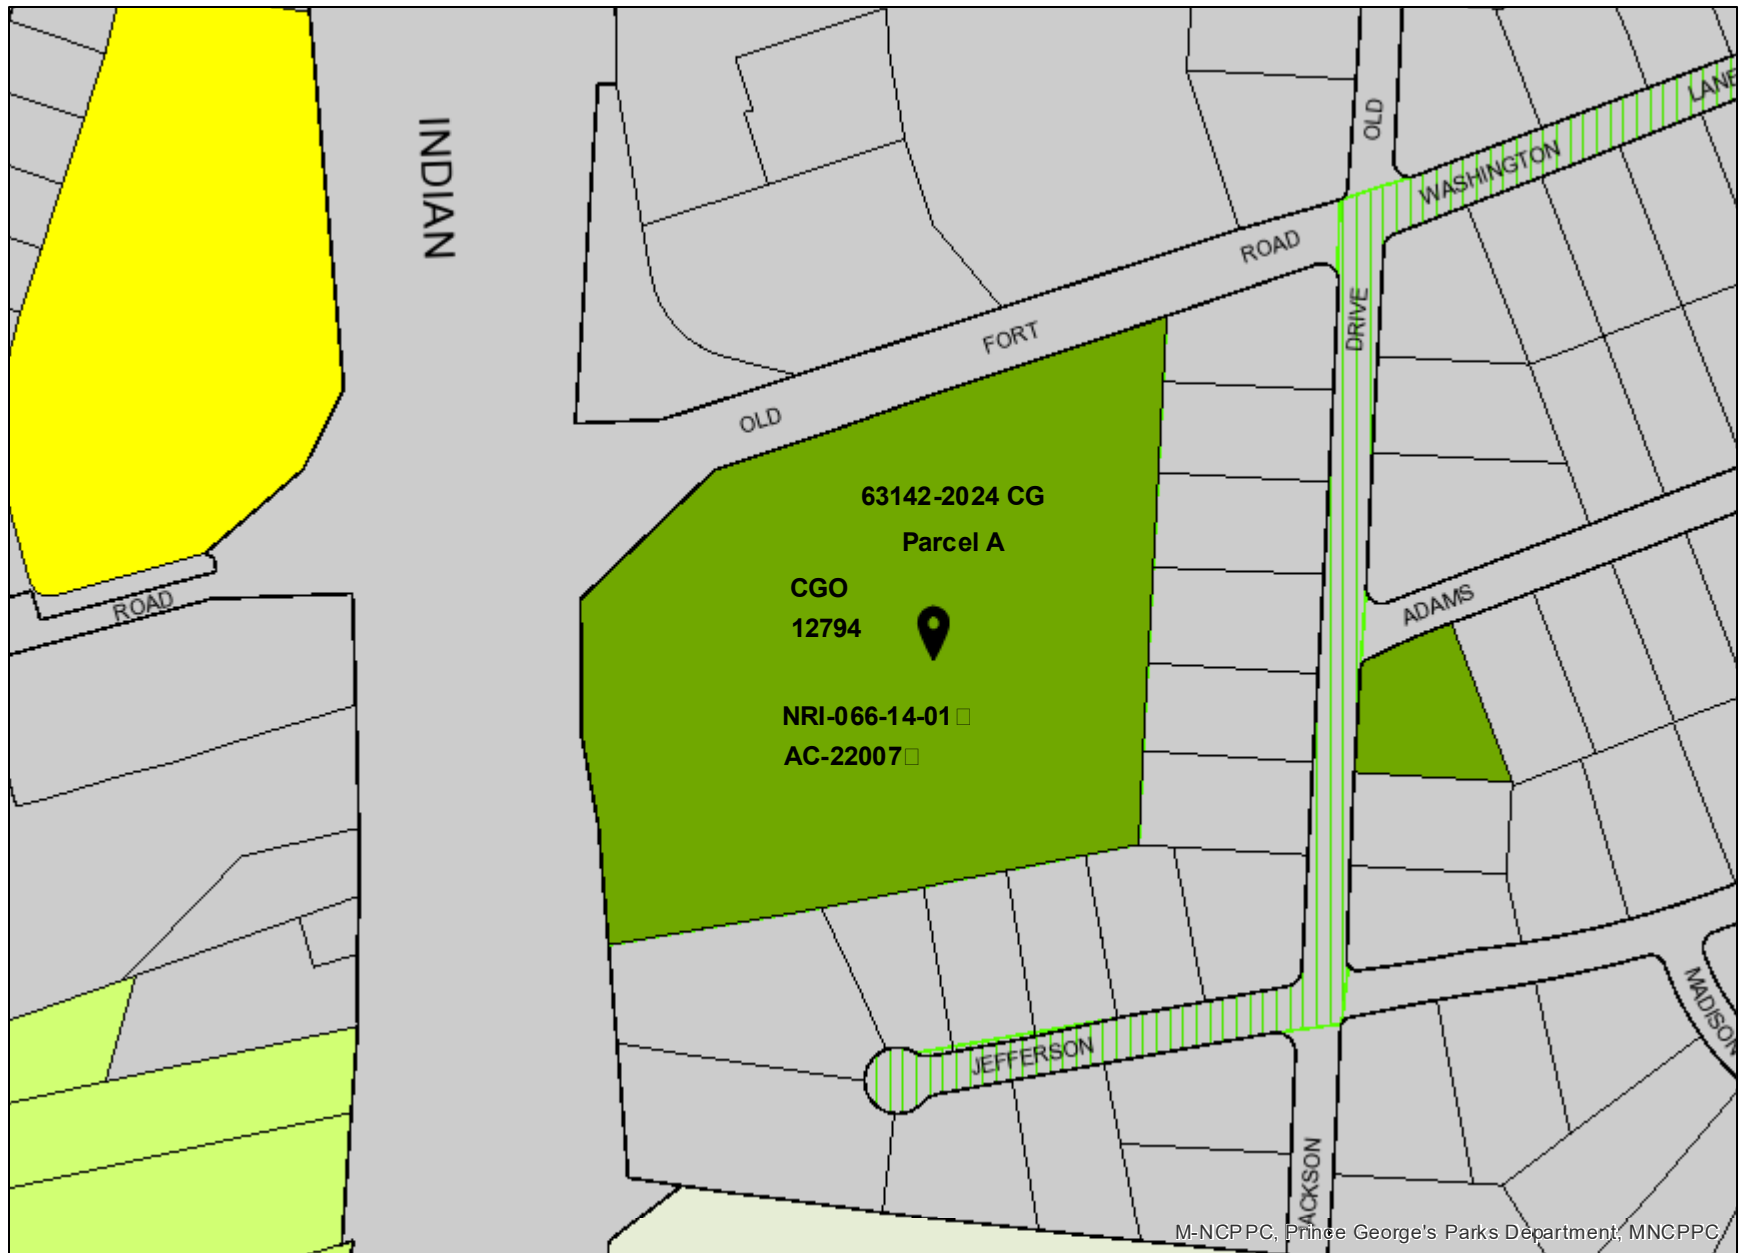 LANE
OLD
INDIAN
WASHINGTON
ROAD
DRIVE
FORT
OLD
63142-2024 CG
Parcel A
CGO
12794
ROAD
ADAMS
NRI-066-14-01
AC-22007
MADISON
JEFFERSON
ACKSON
M-NCPPC, Prince George's Parks Department, MNCPPC